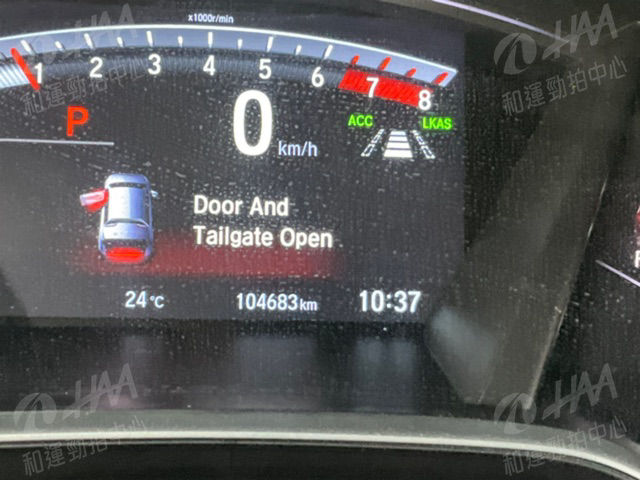 x1000r/min
1 2 3 4 5 6 7 8
P
0 km/h
ACC LKAS
Door And
Tailgate Open
24°C 104683km 10:37
HAA
和運勁拍中心
HAA
和運勁拍中心
HAA
和運勁拍中心
HAA
和運勁拍中心